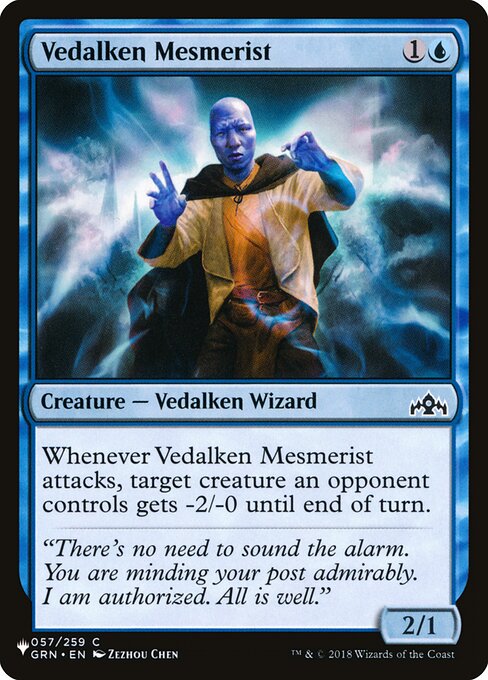 Vedalken Mesmerist
1
Creature — Vedalken Wizard
Whenever Vedalken Mesmerist
attacks, target creature an opponent
controls gets -2/-0 until end of turn.
“There’s no need to sound the alarm.
You are minding your post admirably.
I am authorized. All is well.”
2/1
057/259 C
GRN • EN Zezhou Chen
™ & © 2018 Wizards of the Coast